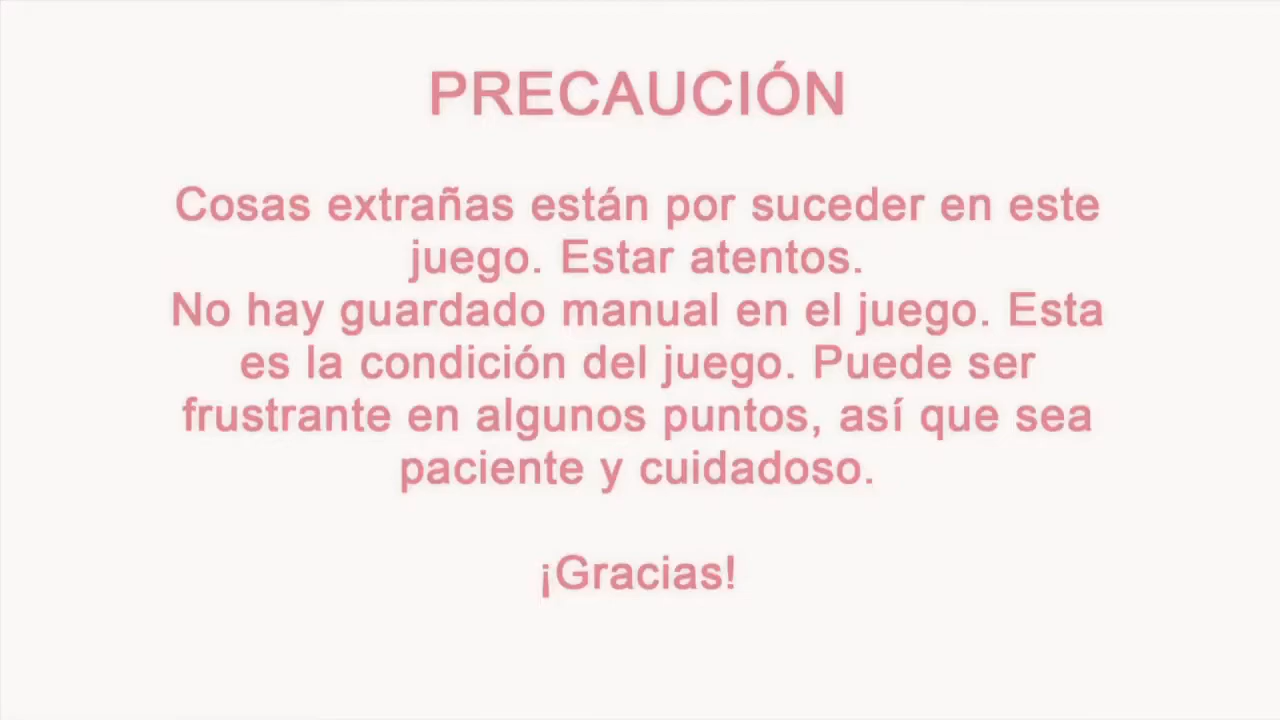 PRECAUCIÓN
Cosas extrañas están por suceder en este
juego. Estar atentos.
No hay guardado manual en el juego. Esta
es la condición del juego. Puede ser
frustrante en algunos puntos, así que sea
paciente y cuidadoso.
¡Gracias!